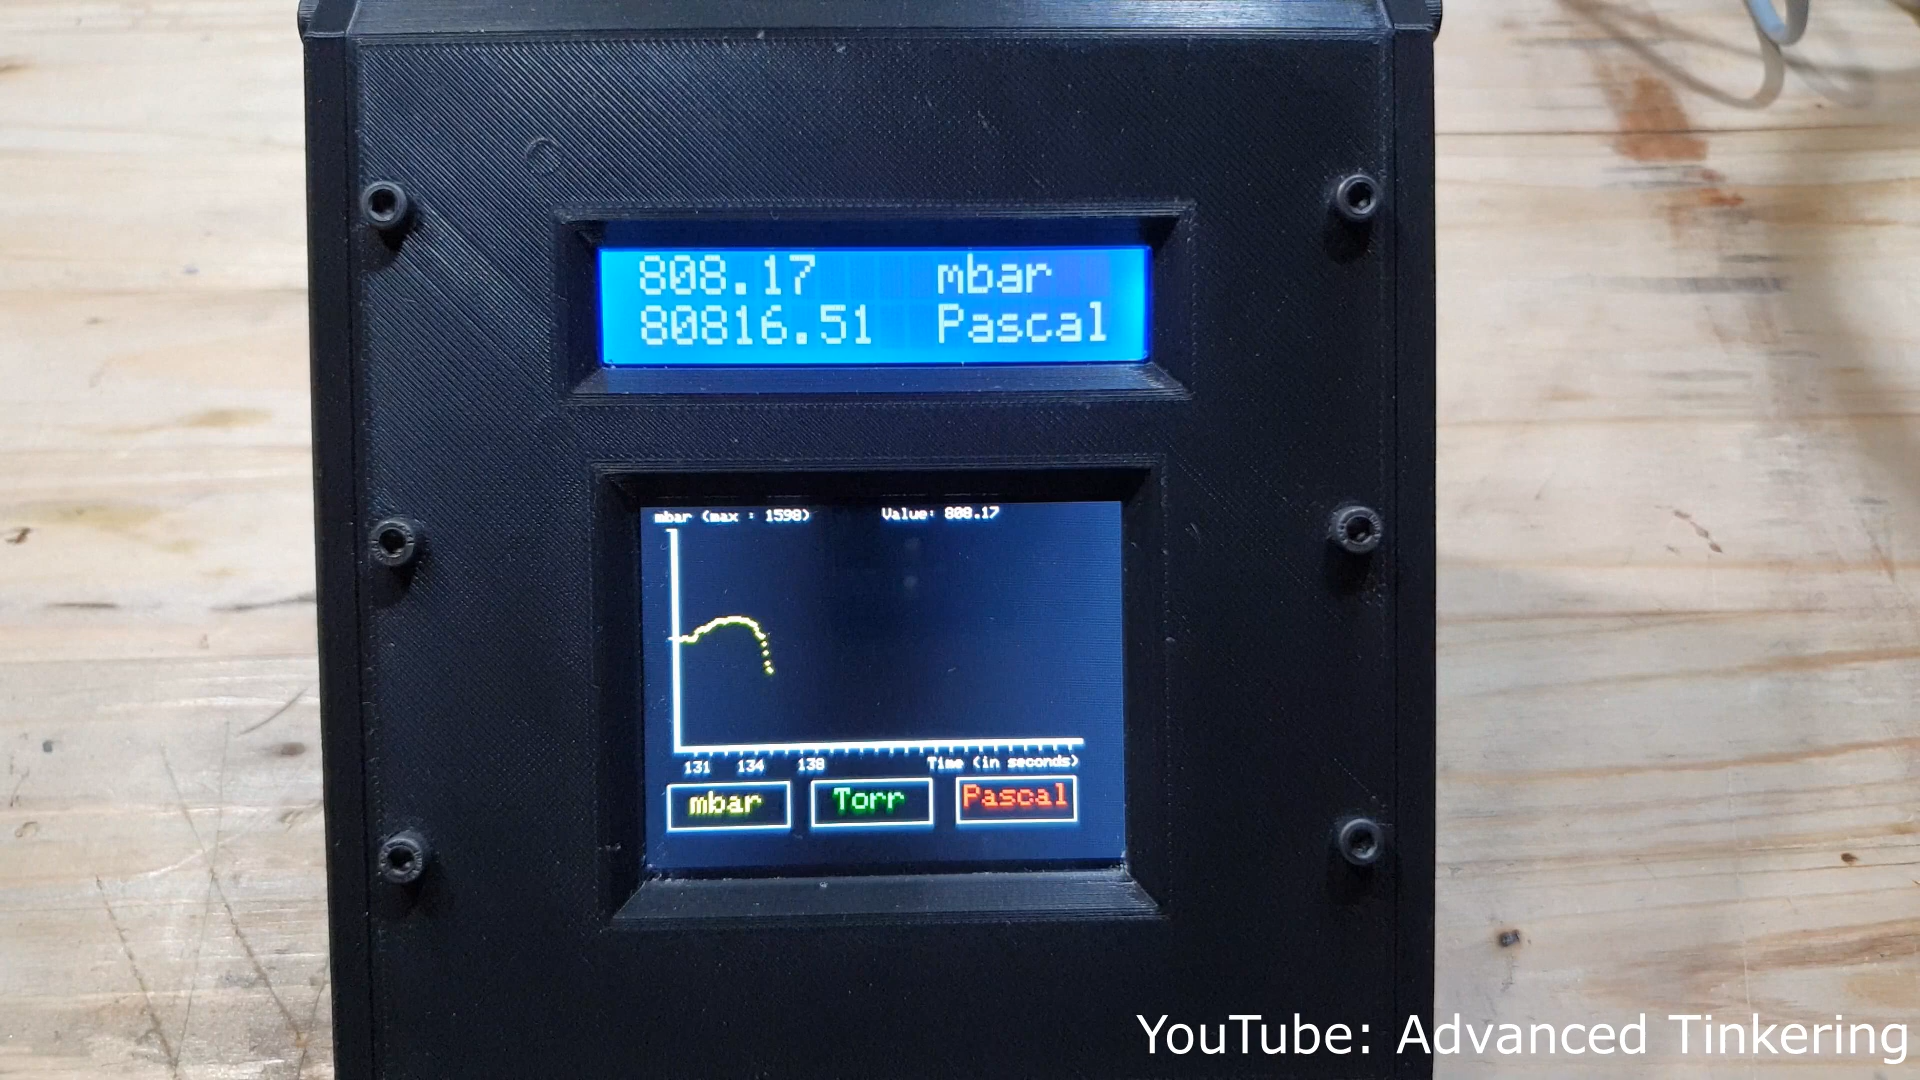 808.17 mbar
80816.51 Pascal
mbar (max : 1598) Value: 808.17
131 134 138 Time (in seconds)
mbar Torr Pascal
YouTube: Advanced Tinkering